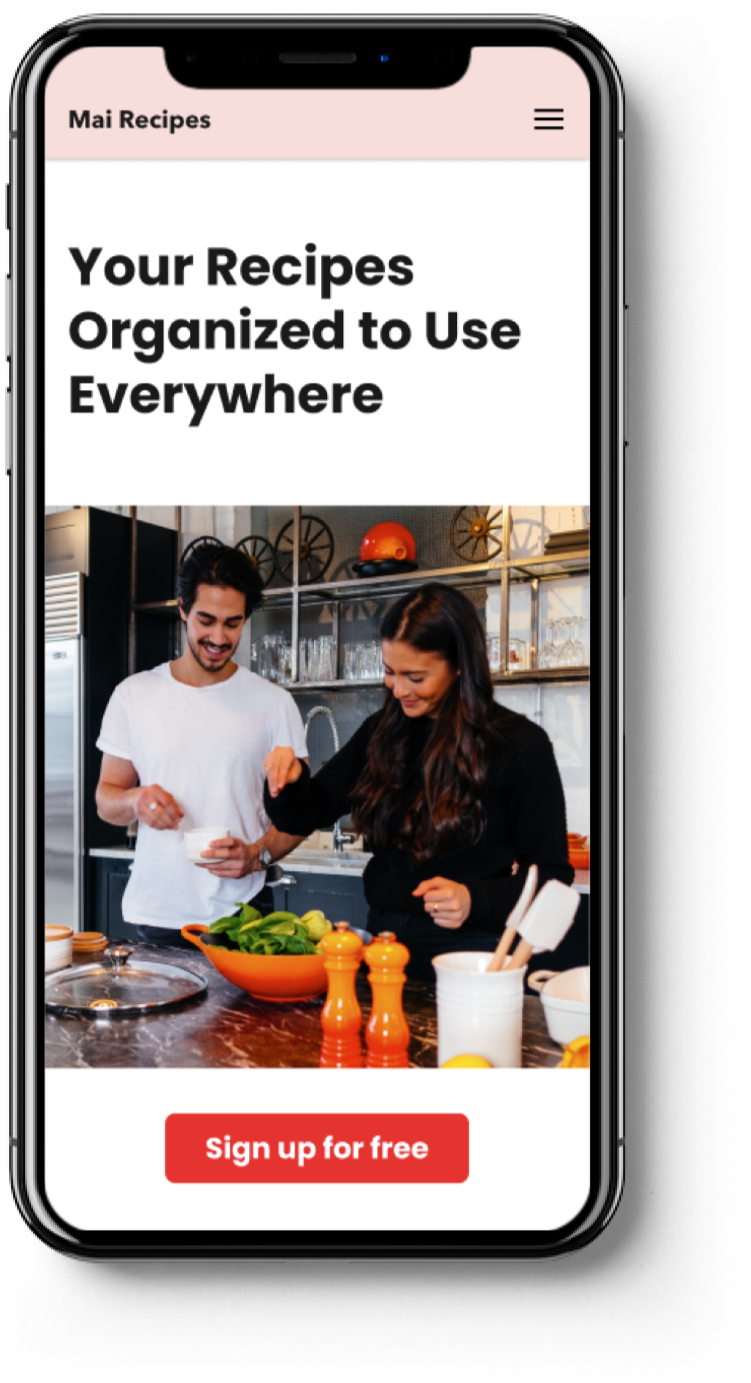 Mai Recipes
Your Recipes
Organized to Use
Everywhere
Sign up for free